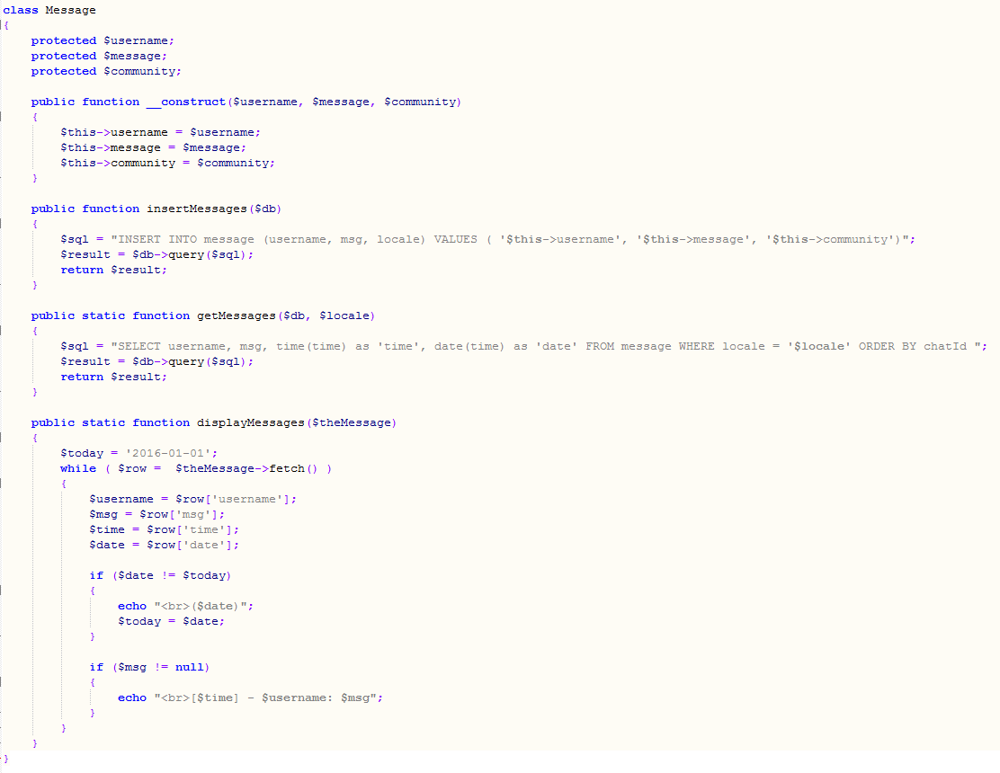 class Message
{
    protected $username;
    protected $message;
    protected $community;

    public function __construct($username, $message, $community)
    {
        $this->username = $username;
        $this->message = $message;
        $this->community = $community;
    }

    public function insertMessages($db)
    {
        $sql = "INSERT INTO message (username, msg, locale) VALUES ( '$this->username', '$this->message', '$this->community')";
        $result = $db->query($sql);
        return $result;
    }

    public static function getMessages($db, $locale)
    {
        $sql = "SELECT username, msg, time(time) as 'time', date(time) as 'date' FROM message WHERE locale = '$locale' ORDER BY chatId ";
        $result = $db->query($sql);
        return $result;
    }

    public static function displayMessages($theMessage)
    {
        $today = '2016-01-01';
        while ( $row =  $theMessage->fetch() )
        {
            $username = $row['username'];
            $msg = $row['msg'];
            $time = $row['time'];
            $date = $row['date'];

            if ($date != $today)
            {
                echo "<br>($date)";
                $today = $date;
            }

            if ($msg != null)
            {
                echo "<br>[$time] - $username: $msg";
            }
        }
    }
}